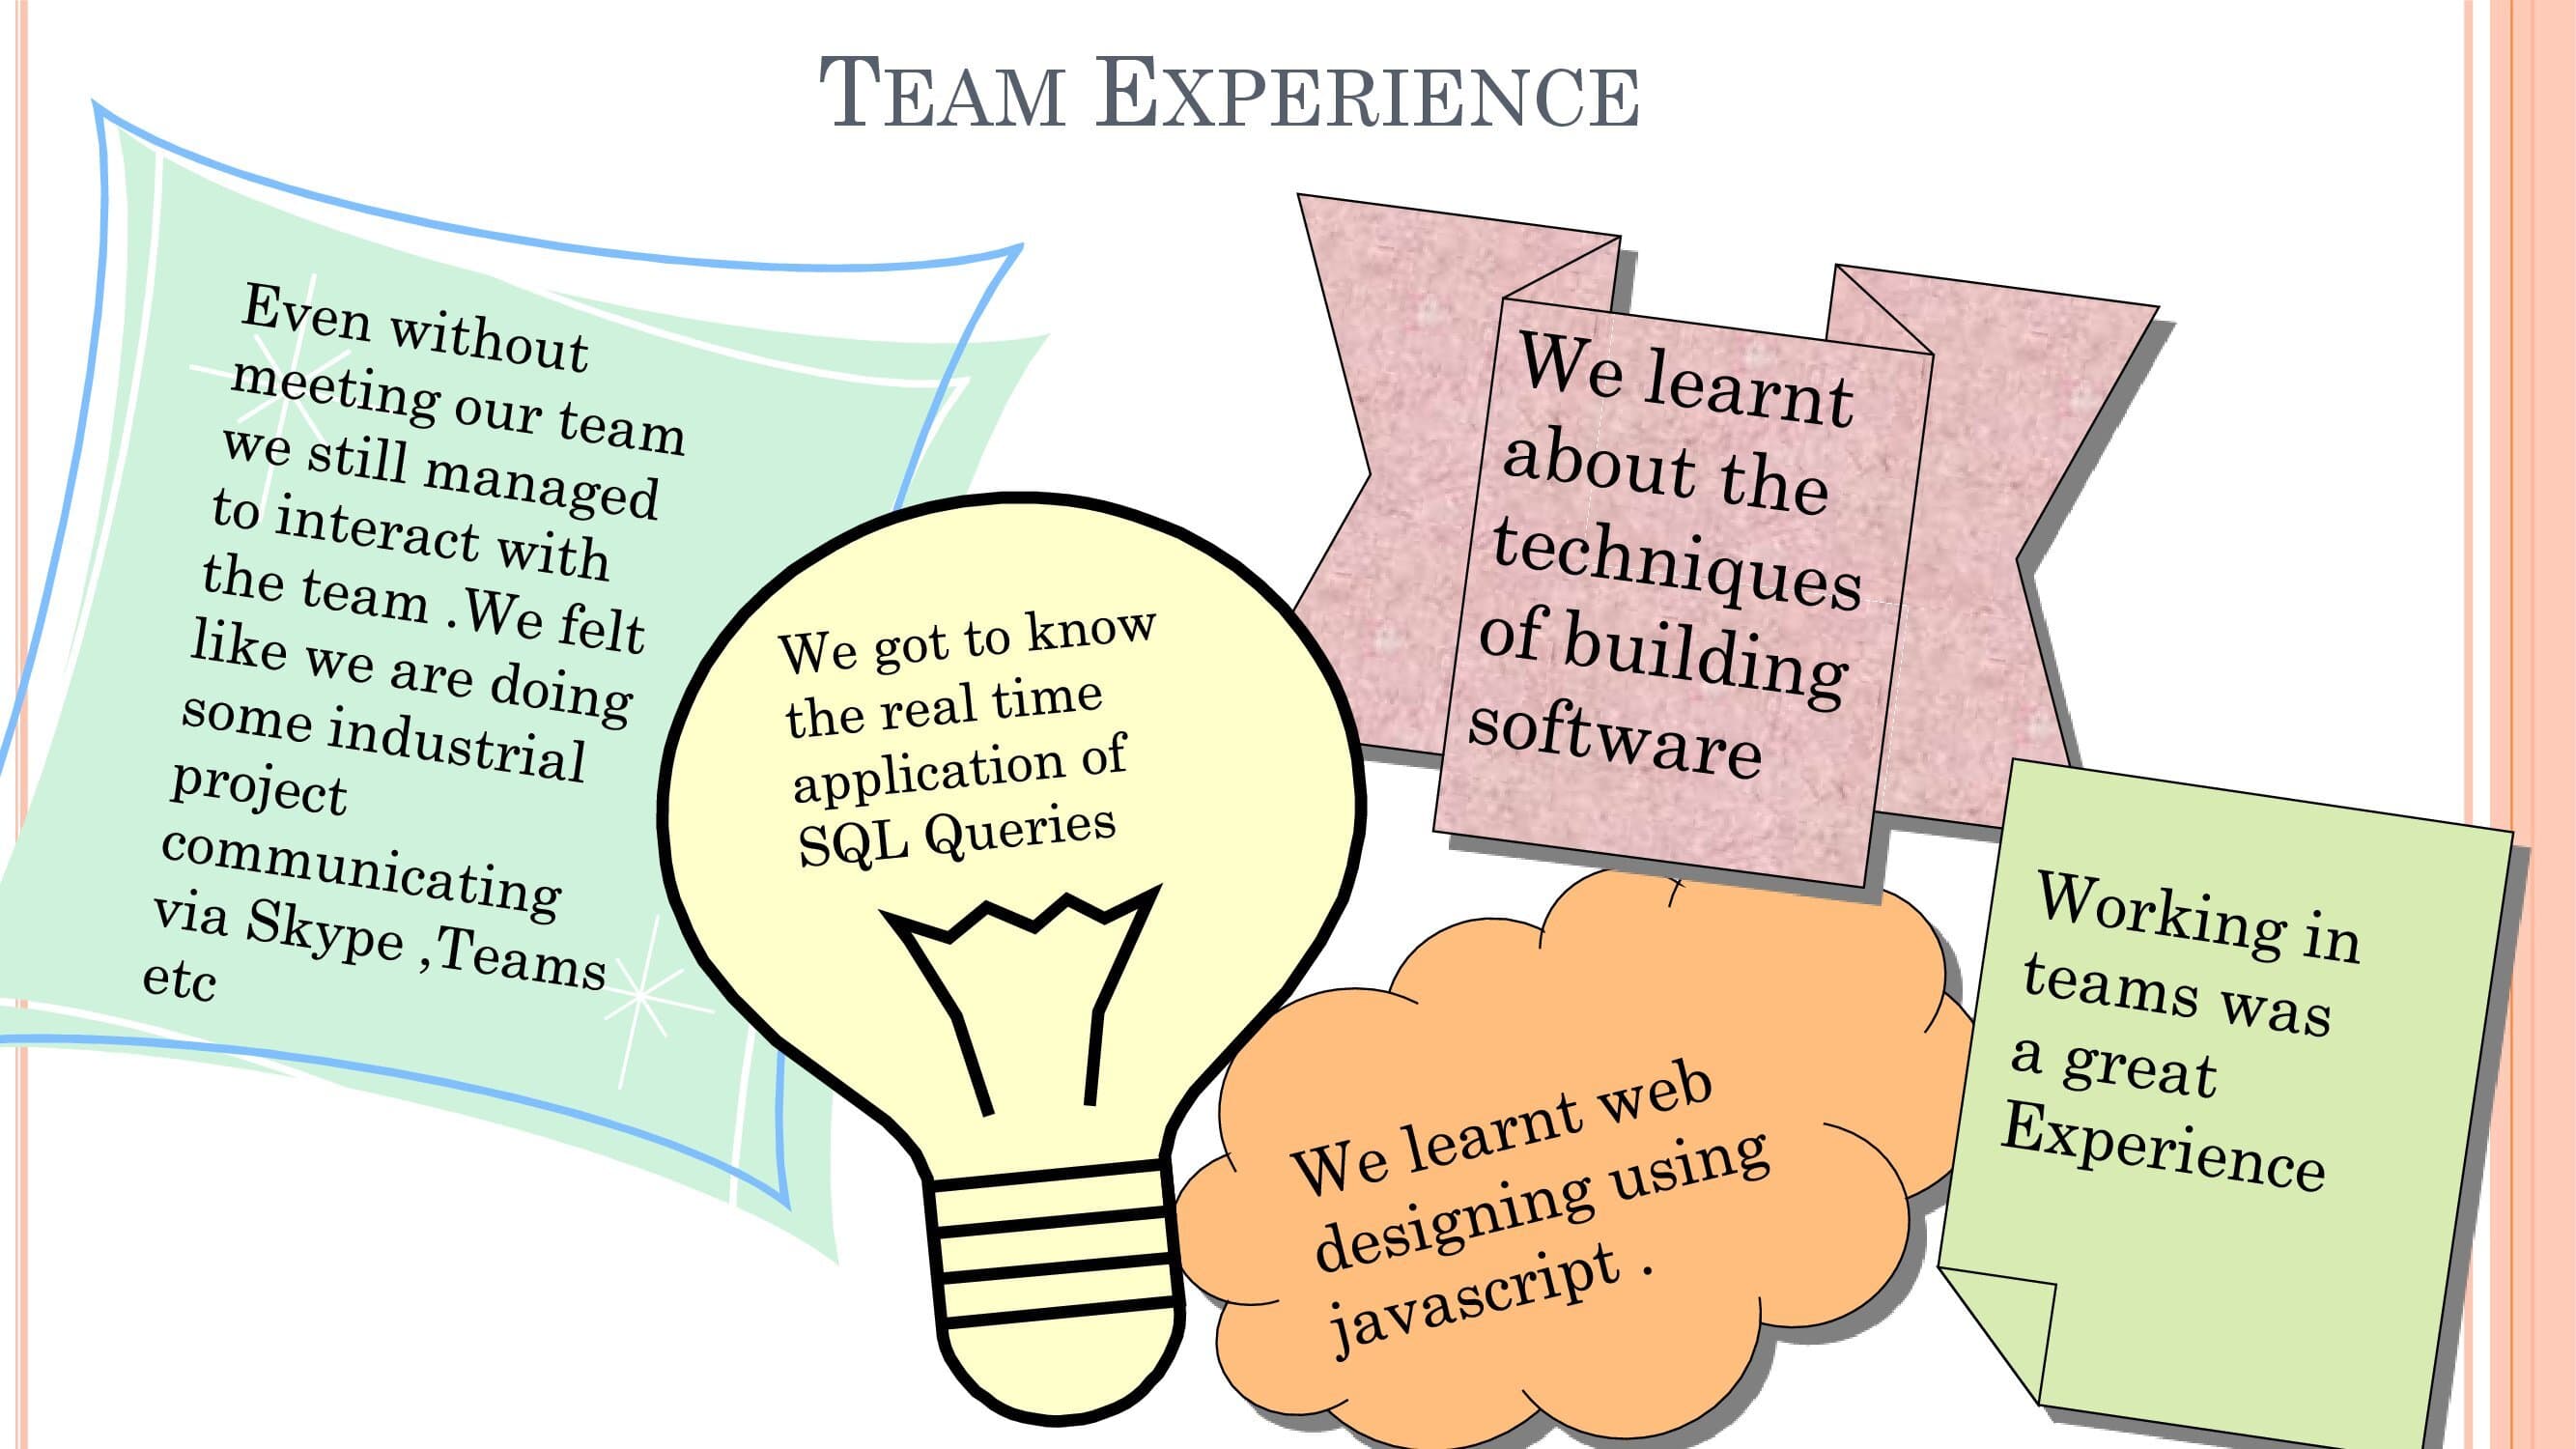 TEAM EXPERIENCE
Even without
meeting our team
we still managed
to interact with
the team .We felt
like we are doing
some industrial
project
communicating
via Skype ,Teams
etc
We got to know
the real time
application of
SQL Queries
We learnt
about the
techniques
of building
software
We learnt web
designing using
javascript .
Working in
teams was
a great
Experience